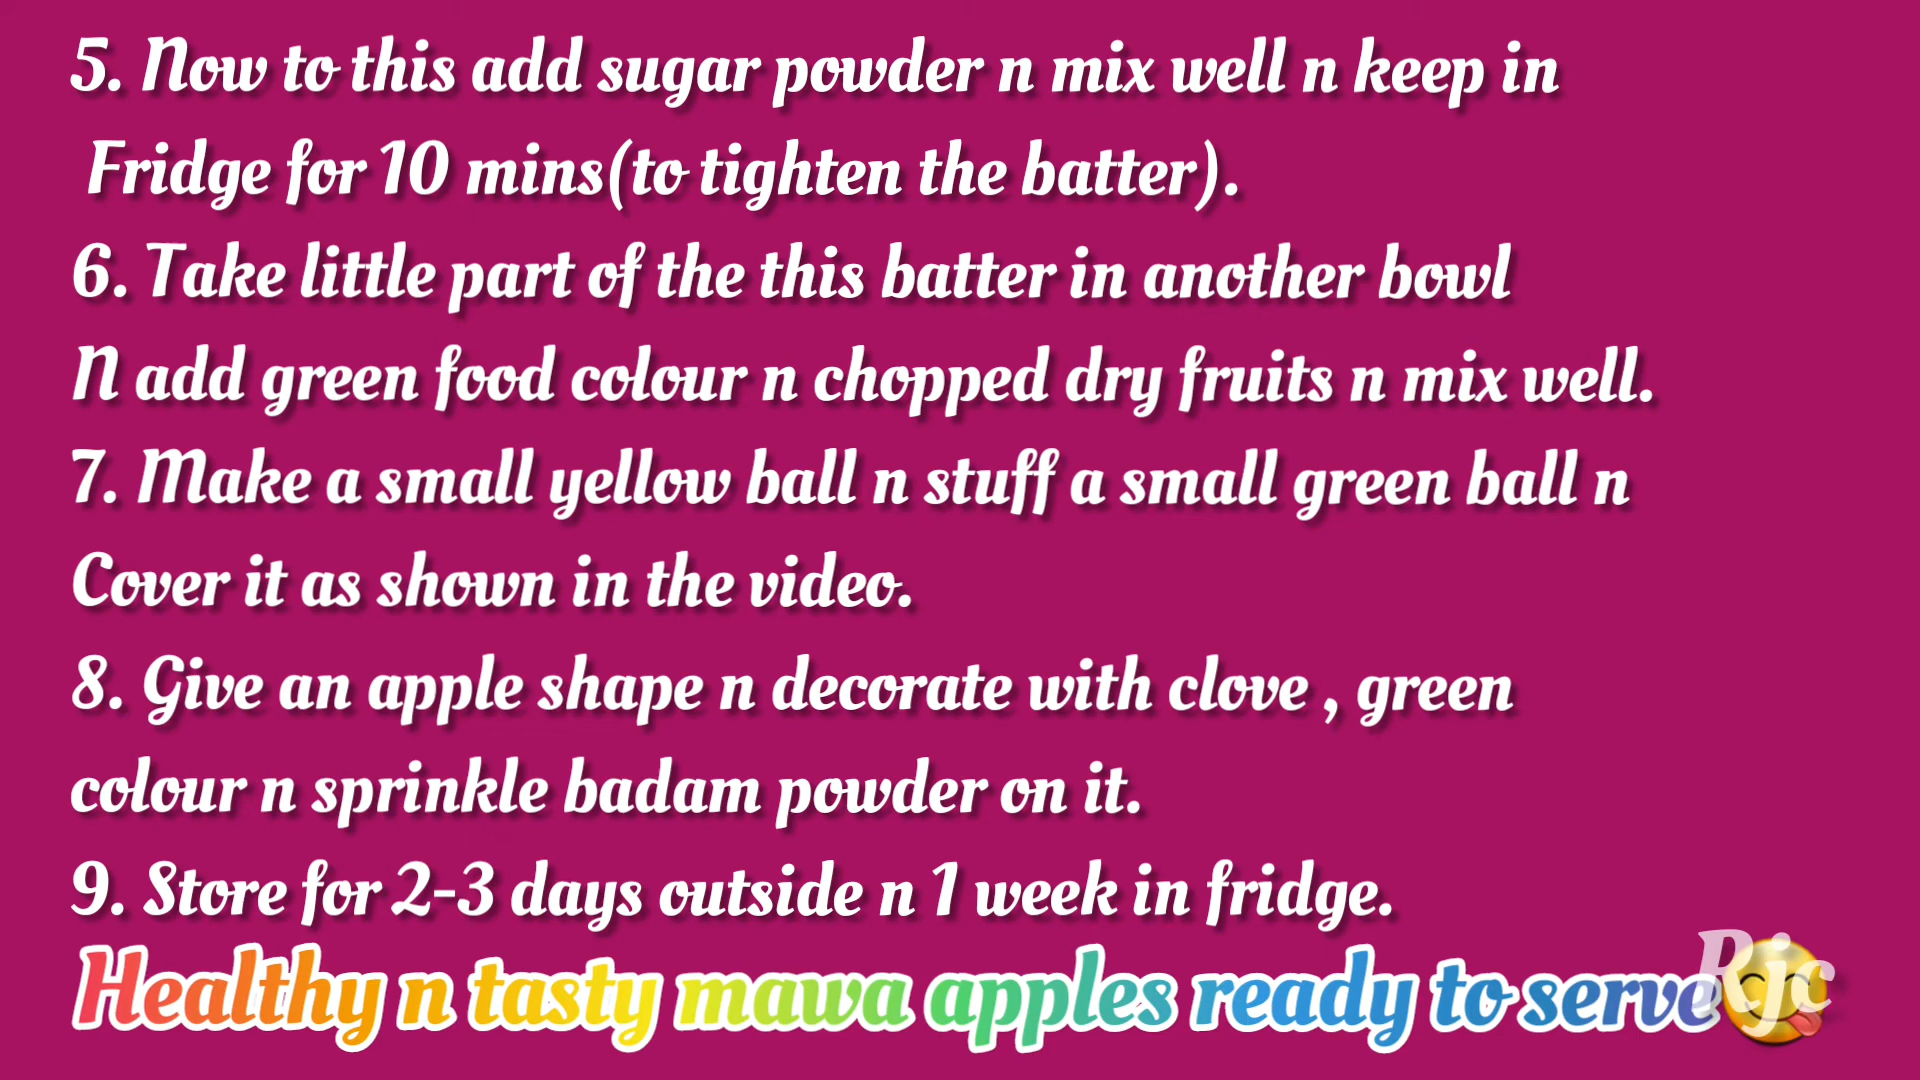 5. Now to this add sugar powder n mix well n keep in
Fridge for 10 mins(to tighten the batter).
6. Take little part of the this batter in another bowl
N add green food colour n chopped dry fruits n mix well.
7. Make a small yellow ball n stuff a small green ball n
Cover it as shown in the video.
8. Give an apple shape n decorate with clove , green
colour n sprinkle badam powder on it.
9. Store for 2-3 days outside n 1 week in fridge.
Healthy n tasty mawa apples ready to serve😋
Rjc